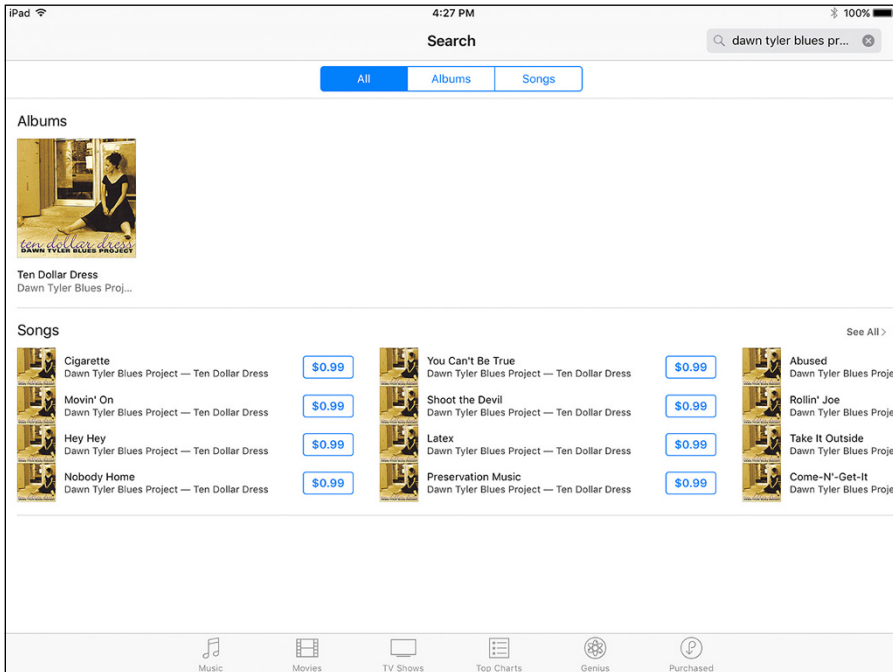 iPad 4:27 PM 100%
Search
dawn tyler blues pr...
All Albums Songs
Albums
ten dollar dress
DAWN TYLER BLUES PROJECT
Ten Dollar Dress
Dawn Tyler Blues Proj...
Songs
See All >
Cigarette
Dawn Tyler Blues Project — Ten Dollar Dress
$0.99
Movin' On
Dawn Tyler Blues Project — Ten Dollar Dress
$0.99
Hey Hey
Dawn Tyler Blues Project — Ten Dollar Dress
$0.99
Nobody Home
Dawn Tyler Blues Project — Ten Dollar Dress
$0.99
You Can't Be True
Dawn Tyler Blues Project — Ten Dollar Dress
$0.99
Shoot the Devil
Dawn Tyler Blues Project — Ten Dollar Dress
$0.99
Latex
Dawn Tyler Blues Project — Ten Dollar Dress
$0.99
Preservation Music
Dawn Tyler Blues Project — Ten Dollar Dress
$0.99
Abused
Dawn Tyler Blues Proje
Rollin' Joe
Dawn Tyler Blues Proje
Take It Outside
Dawn Tyler Blues Proje
Come-N'-Get-It
Dawn Tyler Blues Proje
Music Movies TV Shows Top Charts Genius Purchased